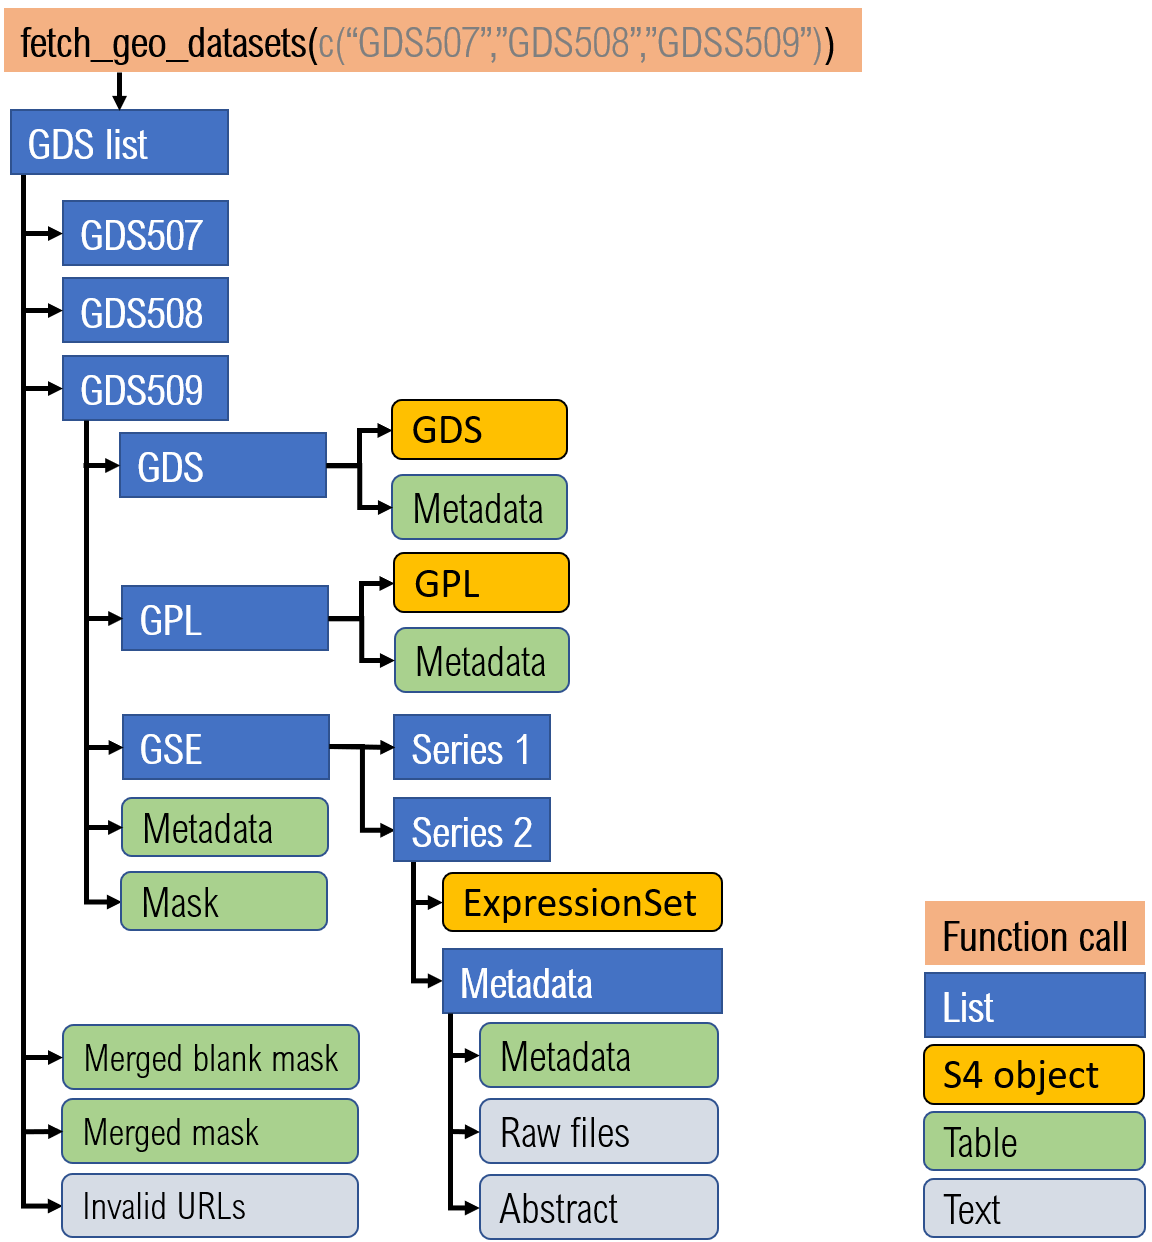 fetch_geo_datasets(c(“GDS507”,”GDS508”,”GDSS509”))
GDS list
GDS507
GDS508
GDS509
GDS
GDS
Metadata
GPL
GPL
Metadata
GSE
Series 1
Series 2
Metadata
Mask
ExpressionSet
Metadata
Metadata
Raw files
Abstract
Merged blank mask
Merged mask
Invalid URLs
Function call
List
S4 object
Table
Text